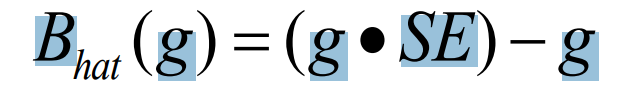 B_hat (g) = (g • SE) − g